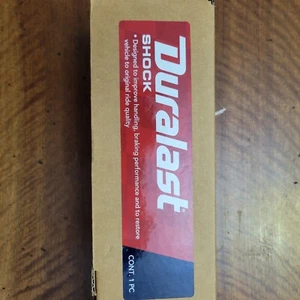 Duralast
SHOCK
• Designed to improve handling, braking performance and to restore
vehicle to original ride quality
CONT. 1 PC